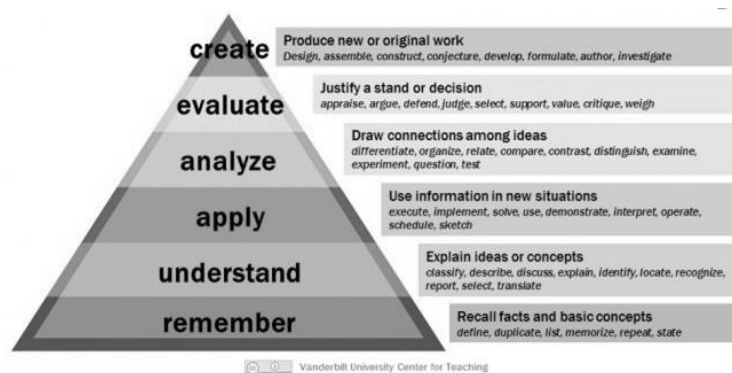 create
Produce new or original work
Design, assemble, construct, conjecture, develop, formulate, author, investigate
evaluate
Justify a stand or decision
appraise, argue, defend, judge, select, support, value, critique, weigh
analyze
Draw connections among ideas
differentiate, organize, relate, compare, contrast, distinguish, examine,
experiment, question, test
apply
Use information in new situations
execute, implement, solve, use, demonstrate, interpret, operate,
schedule, sketch
understand
Explain ideas or concepts
classify, describe, discuss, explain, identify, locate, recognize,
report, select, translate
remember
Recall facts and basic concepts
define, duplicate, list, memorize, repeat, state
cc
Vanderbilt University Center for Teaching